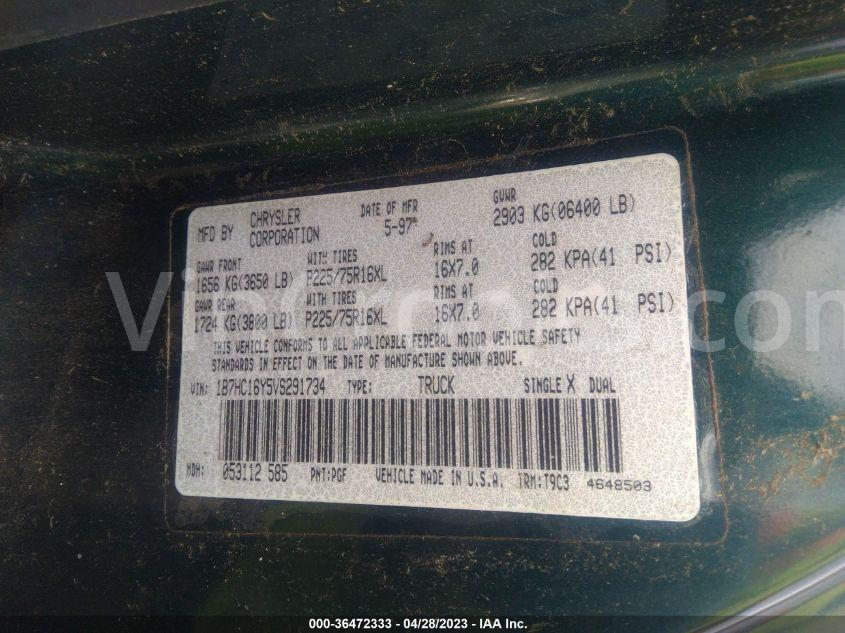 MFD BY CHRYSLER CORPORATION DATE OF MFR 5-97 GVWR 2903 KG(06400 LB)
GAWR FRONT WITH TIRES RIMS AT COLD
1656 KG(3650 LB) P225/75R16XL 16X7.0 282 KPA(41 PSI)
GAWR REAR WITH TIRES RIMS AT COLD
1724 KG(3800 LB) P225/75R16XL 16X7.0 282 KPA(41 PSI)
THIS VEHICLE CONFORMS TO ALL APPLICABLE FEDERAL MOTOR VEHICLE SAFETY
STANDARDS IN EFFECT ON THE DATE OF MANUFACTURE SHOWN ABOVE.
VIN: 1B7HC16Y5VS291734 TYPE: TRUCK SINGLE X DUAL
MDH: 053112 585 PNT:PGF VEHICLE MADE IN U.S.A. TRM:T9C3 4648503
000-36472333 - 04/28/2023 - IAA Inc.